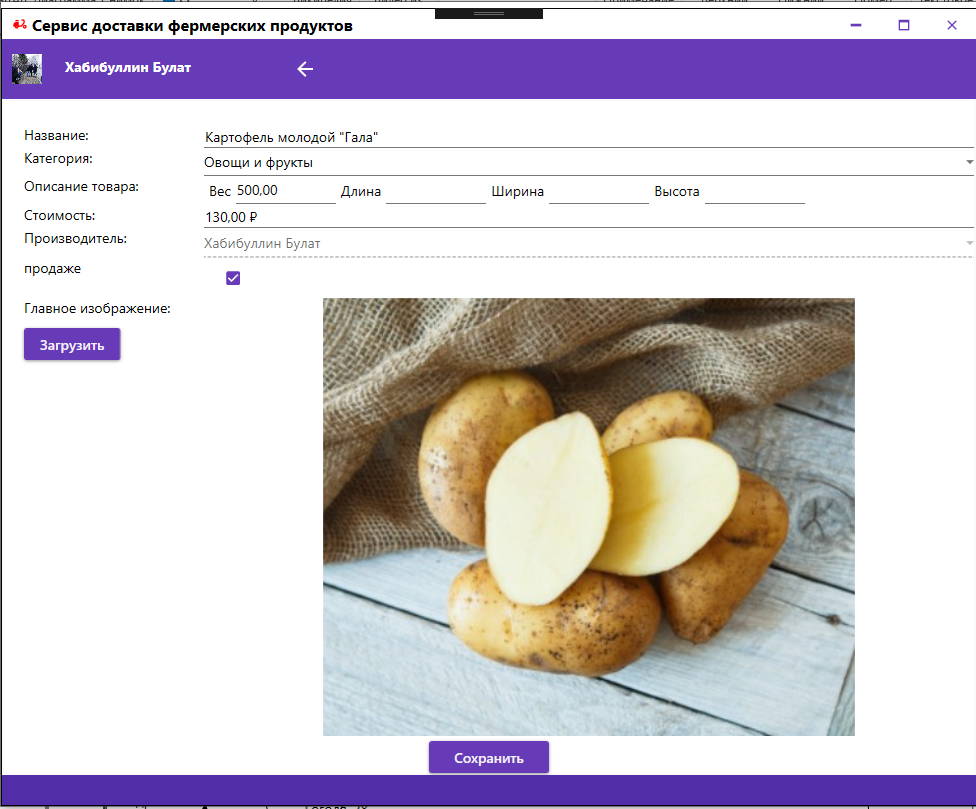 Сервис доставки фермерских продуктов
Хабибуллин Булат
Название: Картофель молодой "Гала"
Категория: Овощи и фрукты
Описание товара: Вес 500,00 Длина Ширина Высота
Стоимость: 130,00 ₽
Производитель: Хабибуллин Булат
продаже
Главное изображение:
Загрузить
Сохранить